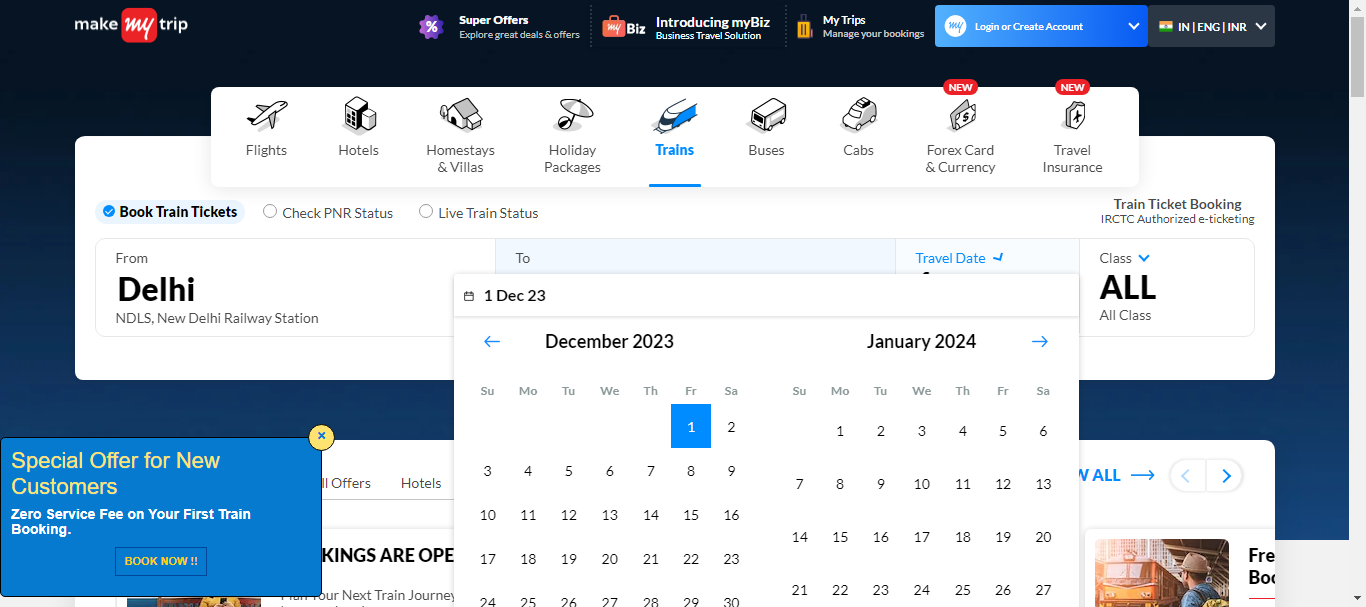 make my trip
% Super Offers
Explore great deals & offers
my Biz Introducing myBiz
Business Travel Solution
My Trips
Manage your bookings
my Login or Create Account
IN | ENG | INR
NEW
NEW
Flights
Hotels
Homestays
& Villas
Holiday
Packages
Trains
Buses
Cabs
Forex Card
& Currency
Travel
Insurance
Book Train Tickets
Check PNR Status
Live Train Status
Train Ticket Booking
IRCTC Authorized e-ticketing
From
Delhi
NDLS, New Delhi Railway Station
To
Travel Date
Class
ALL
All Class
1 Dec 23
December 2023
Su Mo Tu We Th Fr Sa
1 2
3 4 5 6 7 8 9
10 11 12 13 14 15 16
17 18 19 20 21 22 23
24 25 26 27 28 29 30
January 2024
Su Mo Tu We Th Fr Sa
1 2 3 4 5 6
7 8 9 10 11 12 13
14 15 16 17 18 19 20
21 22 23 24 25 26 27
Special Offer for New
Customers
Zero Service Fee on Your First Train
Booking.
BOOK NOW !!
ll Offers
Hotels
W ALL
KINGS ARE OPE
Plan Your Next Train Journey
Fre
Boo